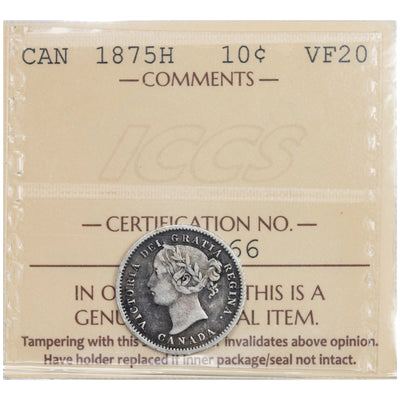 CAN 1875H 10¢ VF20
— COMMENTS —
ICCS
— CERTIFICATION NO. —
66
VICTORIA DEI GRATIA REGINA
CANADA
IN O THIS IS A
GENU AL ITEM.
Tampering with this invalidates above opinion.
Have holder replaced if inner package/seal not intact.